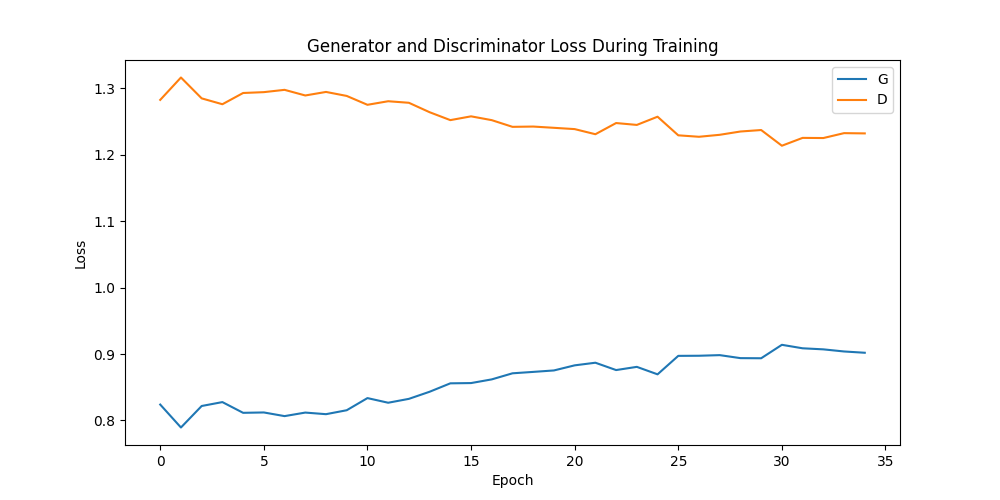 Generator and Discriminator Loss During Training
G
D
1.3
1.2
1.1
1.0
0.9
0.8
Loss
0 5 10 15 20 25 30 35
Epoch